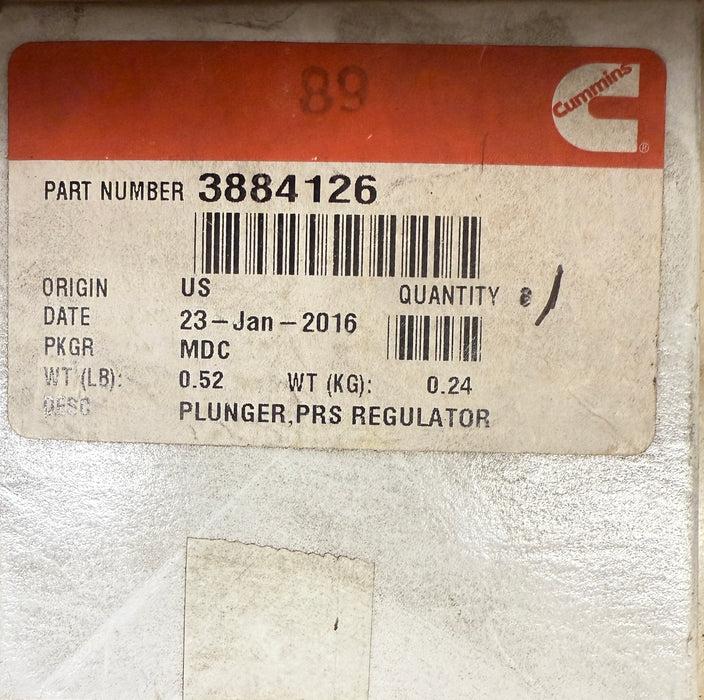 89
Cummins
®
PART NUMBER 3884126
ORIGIN US QUANTITY
DATE 23-Jan-2016
PKGR MDC
WT (LB): 0.52 WT (KG): 0.24
DESC PLUNGER,PRS REGULATOR